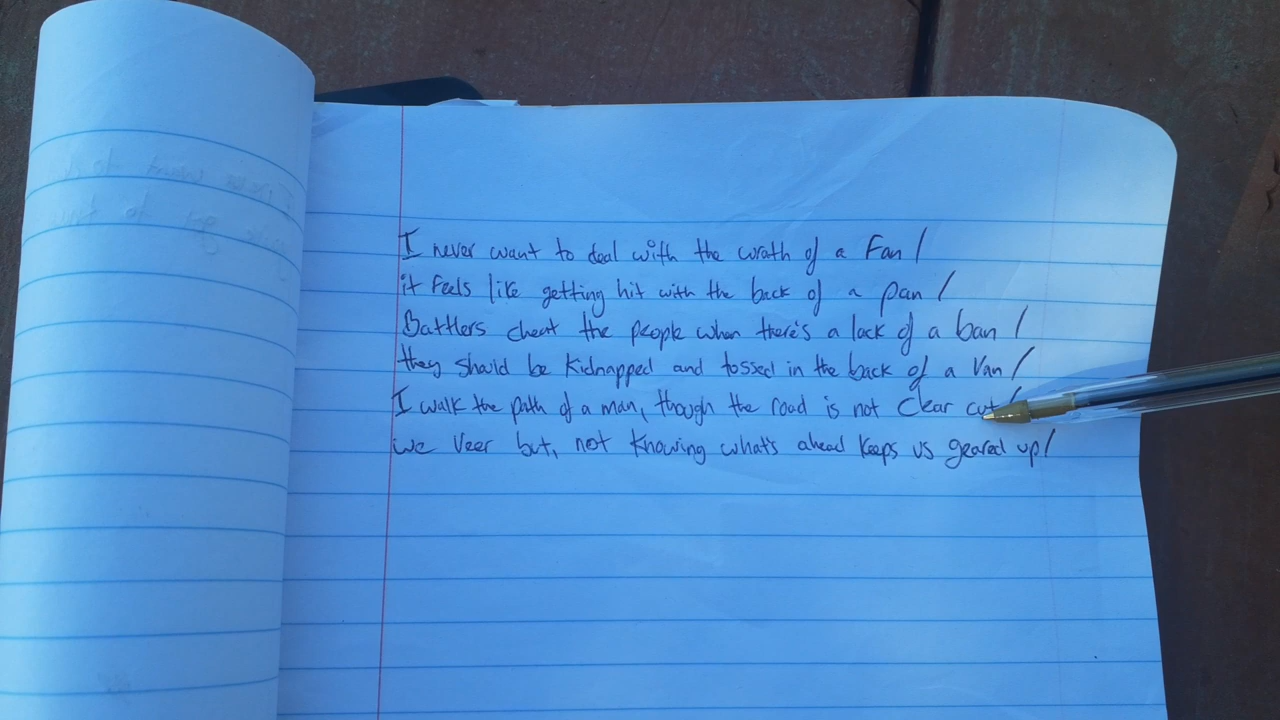 I never want to deal with the wrath of a Fan /
it feels like getting hit with the back of a pan /
Battlers cheat the people when there's a lack of a ban /
they should be kidnapped and tossed in the back of a Van /
I walk the path of a man, though the road is not clear cut /
we veer but, not knowing what's ahead keeps us geared up /